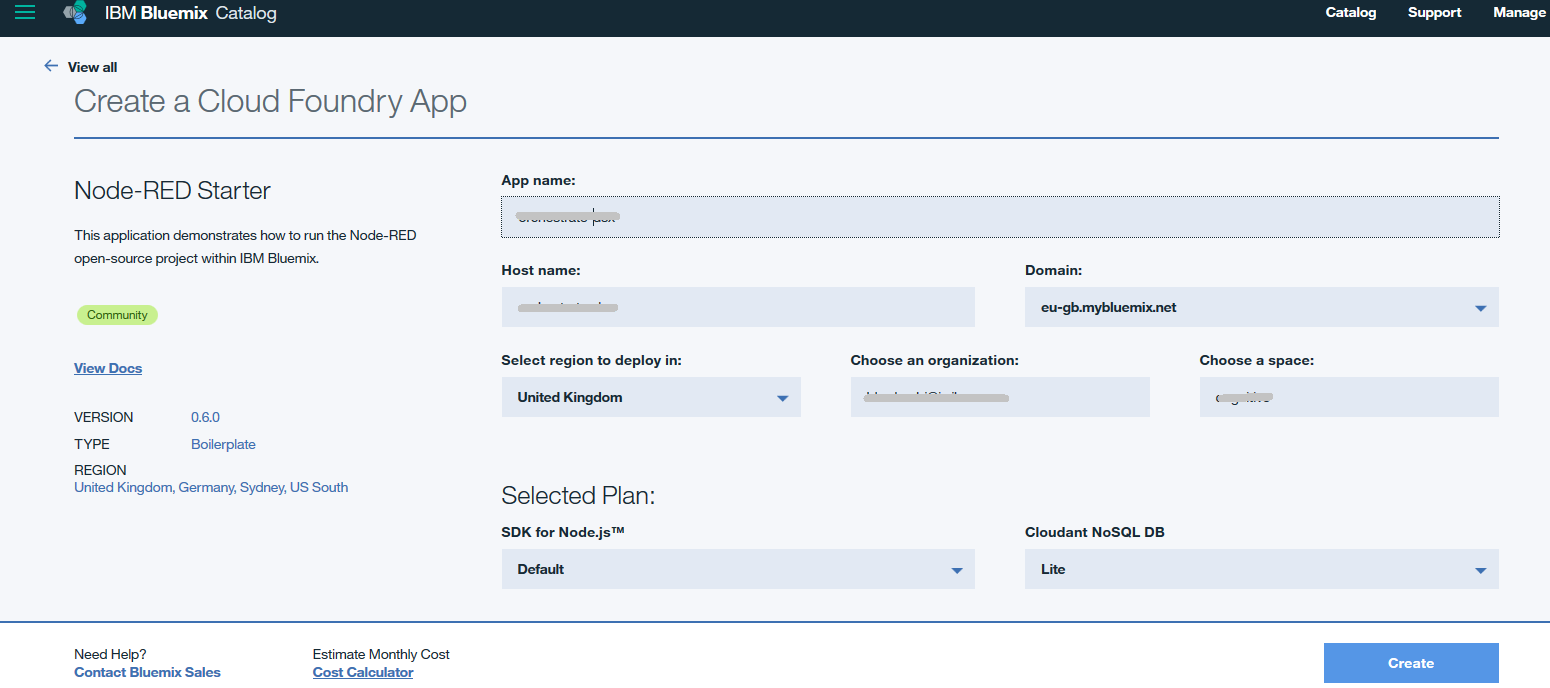 IBM Bluemix Catalog
Catalog Support Manage
View all
Create a Cloud Foundry App
Node-RED Starter
This application demonstrates how to run the Node-RED
open-source project within IBM Bluemix.
Community
View Docs
VERSION 0.6.0
TYPE Boilerplate
REGION
United Kingdom, Germany, Sydney, US South
App name:
Host name:
Domain:
eu-gb.mybluemix.net
Select region to deploy in:
United Kingdom
Choose an organization:
Choose a space:
Selected Plan:
SDK for Node.js™
Default
Cloudant NoSQL DB
Lite
Need Help?
Contact Bluemix Sales
Estimate Monthly Cost
Cost Calculator
Create